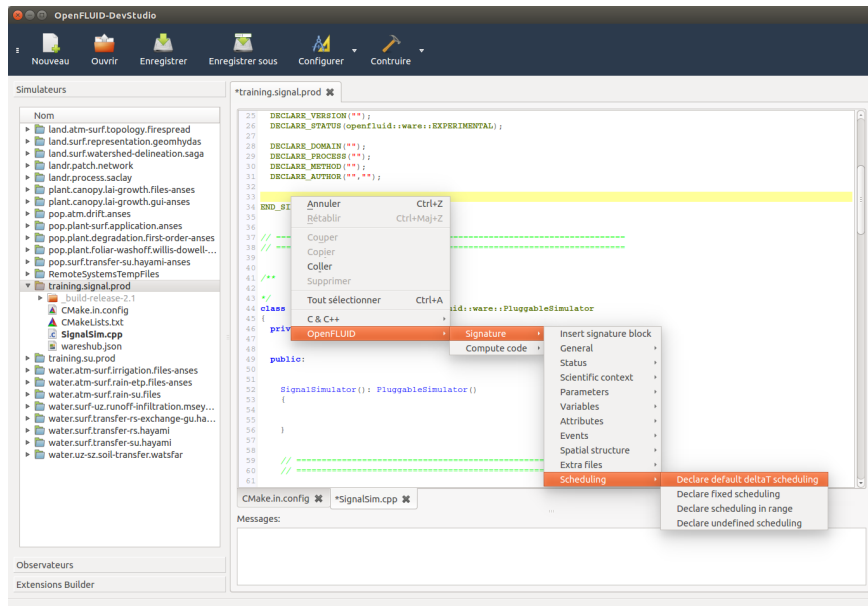 OpenFLUID-DevStudio
Nouveau
Ouvrir
Enregistrer
Enregistrer sous
Configurer
Contruire
Simulateurs
Nom
land.atm-surf.topology.firespread
land.surf.representation.geomhydas
land.surf.watershed-delineation.saga
landr.patch.network
landr.process.saclay
plant.canopy.lai-growth.files-anses
plant.canopy.lai-growth.gui-anses
pop.atm.drift.anses
pop.plant-surf.application.anses
pop.plant.degradation.first-order-anses
pop.plant.foliar-washoff.willis-dowell-...
pop.surf.transfer-su.hayami-anses
RemoteSystemsTempFiles
training.signal.prod
_build-release-2.1
CMake.in.config
CMakeLists.txt
SignalSim.cpp
wareshub.json
training.su.prod
water.atm-surf.irrigation.files-anses
water.atm-surf.rain-etp.files-anses
water.atm-surf.rain-su.files
water.surf-uz.runoff-infiltration.msey...
water.surf.transfer-rs-exchange-gu.ha...
water.surf.transfer-rs.hayami
water.surf.transfer-su.hayami
water.uz-sz.soil-transfer.watsfar
Observateurs
Extensions Builder
*training.signal.prod
25 DECLARE_VERSION("");
26 DECLARE_STATUS(openfluid::ware::EXPERIMENTAL);
27
28 DECLARE_DOMAIN("");
29 DECLARE_PROCESS("");
30 DECLARE_METHOD("");
31 DECLARE_AUTHOR("","");
32
33
34 END_SI
35
36
37 // =====
38 // =====
39
40
41 /**
42
43 */
44 class uid::ware::PluggableSimulator
45 {
46 priv
47
48
49 public:
50
51
52 SignalSimulator(): PluggableSimulator()
53 {
54
55
56 }
57
58
59 // =====
60 // =====
61
Annuler Ctrl+Z
Rétablir Ctrl+Maj+Z
Couper
Copier
Coller
Supprimer
Tout sélectionner Ctrl+A
C & C++
OpenFLUID
Signature
Compute code
Insert signature block
General
Status
Scientific context
Parameters
Variables
Attributes
Events
Spatial structure
Extra files
Scheduling
Declare default deltaT scheduling
Declare fixed scheduling
Declare scheduling in range
Declare undefined scheduling
CMake.in.config
*SignalSim.cpp
Messages: